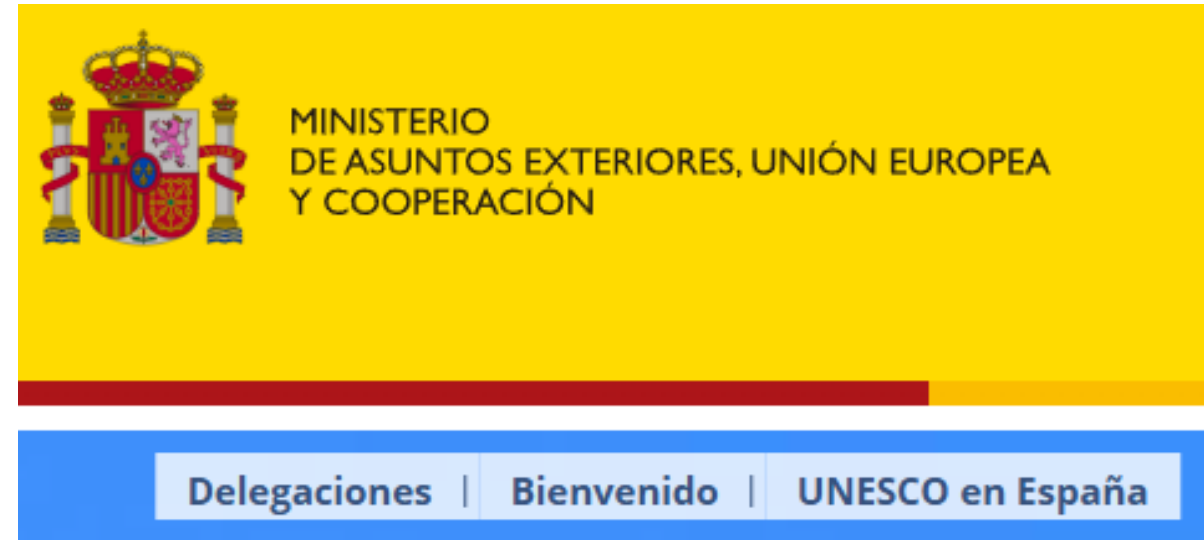 MINISTERIO
DE ASUNTOS EXTERIORES, UNIÓN EUROPEA
Y COOPERACIÓN
Delegaciones | Bienvenido | UNESCO en España